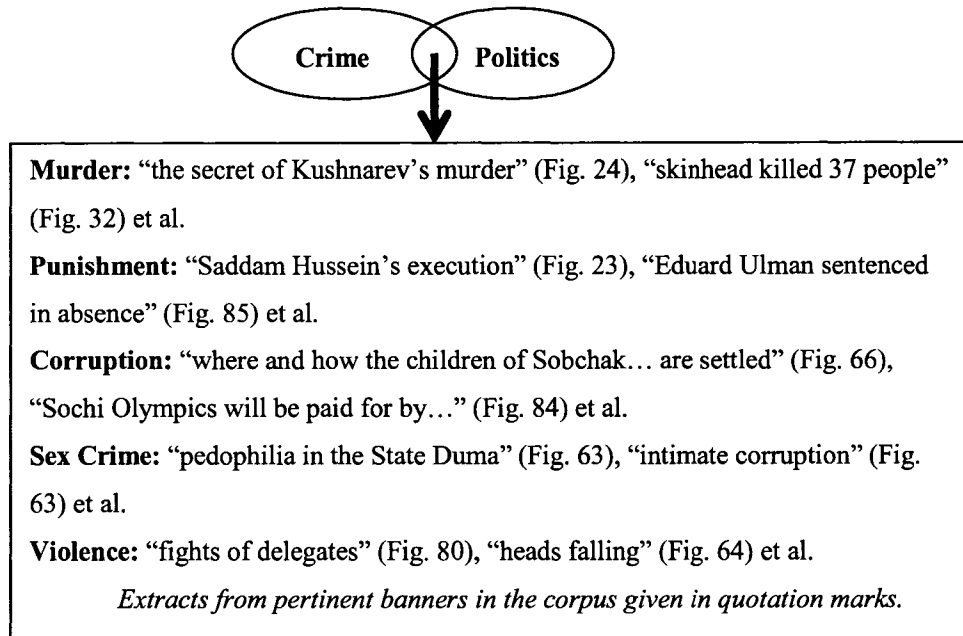 Crime Politics
Murder: “the secret of Kushnarev’s murder” (Fig. 24), “skinhead killed 37 people”
(Fig. 32) et al.
Punishment: “Saddam Hussein’s execution” (Fig. 23), “Eduard Ulman sentenced
in absence” (Fig. 85) et al.
Corruption: “where and how the children of Sobchak… are settled” (Fig. 66),
“Sochi Olympics will be paid for by…” (Fig. 84) et al.
Sex Crime: “pedophilia in the State Duma” (Fig. 63), “intimate corruption” (Fig.
63) et al.
Violence: “fights of delegates” (Fig. 80), “heads falling” (Fig. 64) et al.
Extracts from pertinent banners in the corpus given in quotation marks.